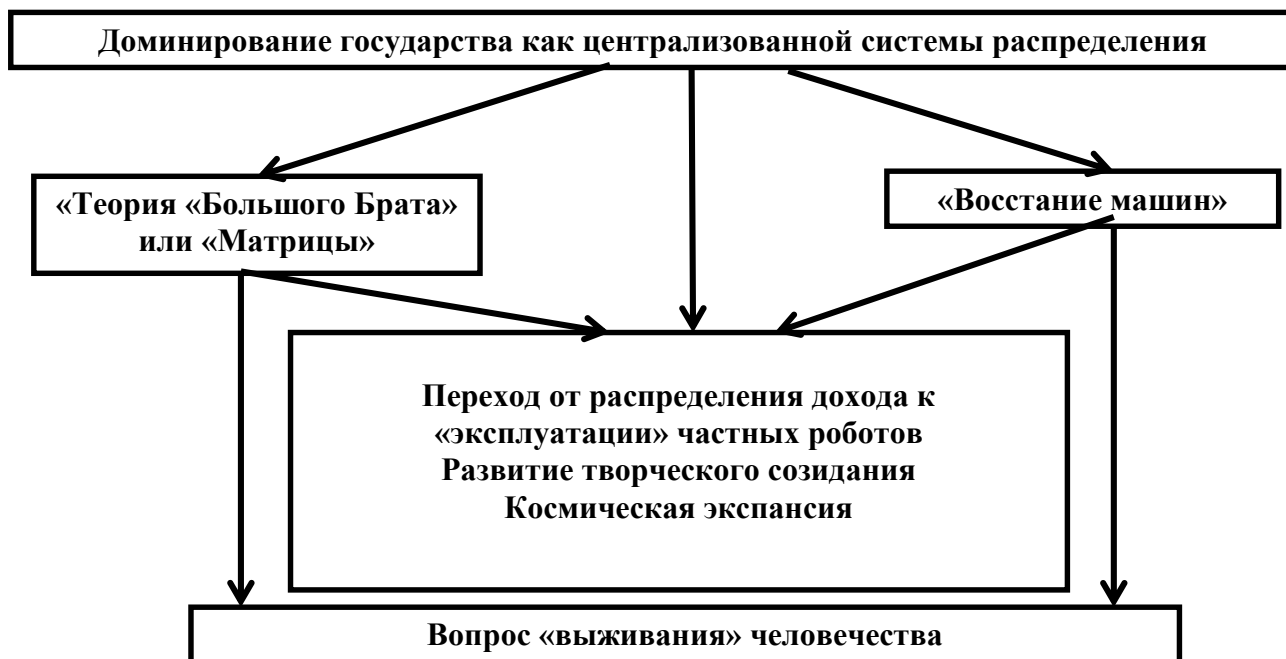 Доминирование государства как централизованной системы распределения
«Теория «Большого Брата»
или «Матрицы»
«Восстание машин»
Переход от распределения дохода к
«эксплуатации» частных роботов
Развитие творческого созидания
Космическая экспансия
Вопрос «выживания» человечества